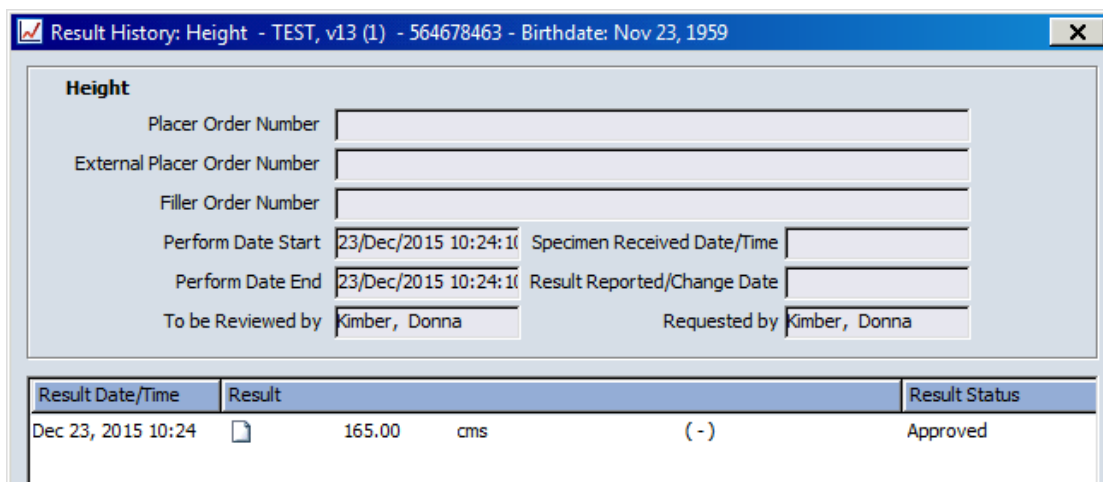 Result History: Height - TEST, v13 (1) - 564678463 - Birthdate: Nov 23, 1959
Height
Placer Order Number
External Placer Order Number
Filler Order Number
Perform Date Start 23/Dec/2015 10:24:10 Specimen Received Date/Time
Perform Date End 23/Dec/2015 10:24:10 Result Reported/Change Date
To be Reviewed by Kimber, Donna Requested by Kimber, Donna
Result Date/Time Result Result Status
Dec 23, 2015 10:24 165.00 cms ( - ) Approved